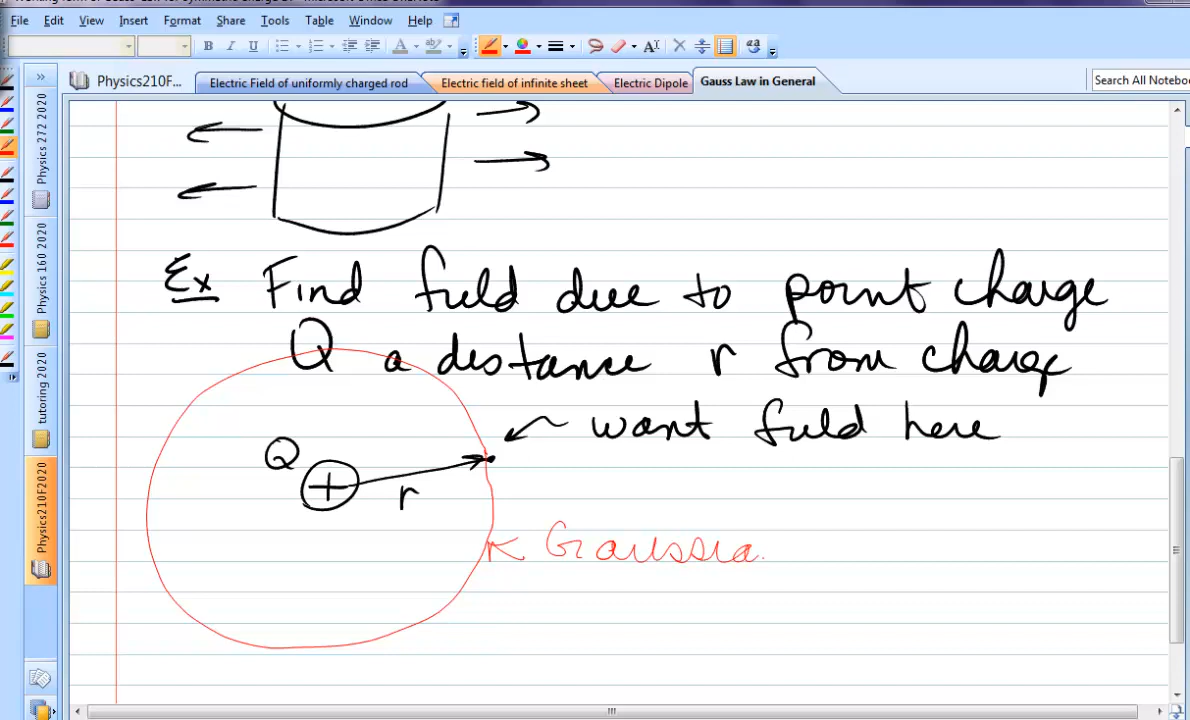 File Edit View Insert Format Share Tools Table Window Help
Physics210F... Electric Field of uniformly charged rod Electric field of infinite sheet Electric Dipole Gauss Law in General Search All Notebo
Physics 272 2020
Physics 160 2020
tutoring 2020
Physics210F2020
Ex Find field due to point charge
Q a distance r from charge
want field here
Q
+
r
Gaussia